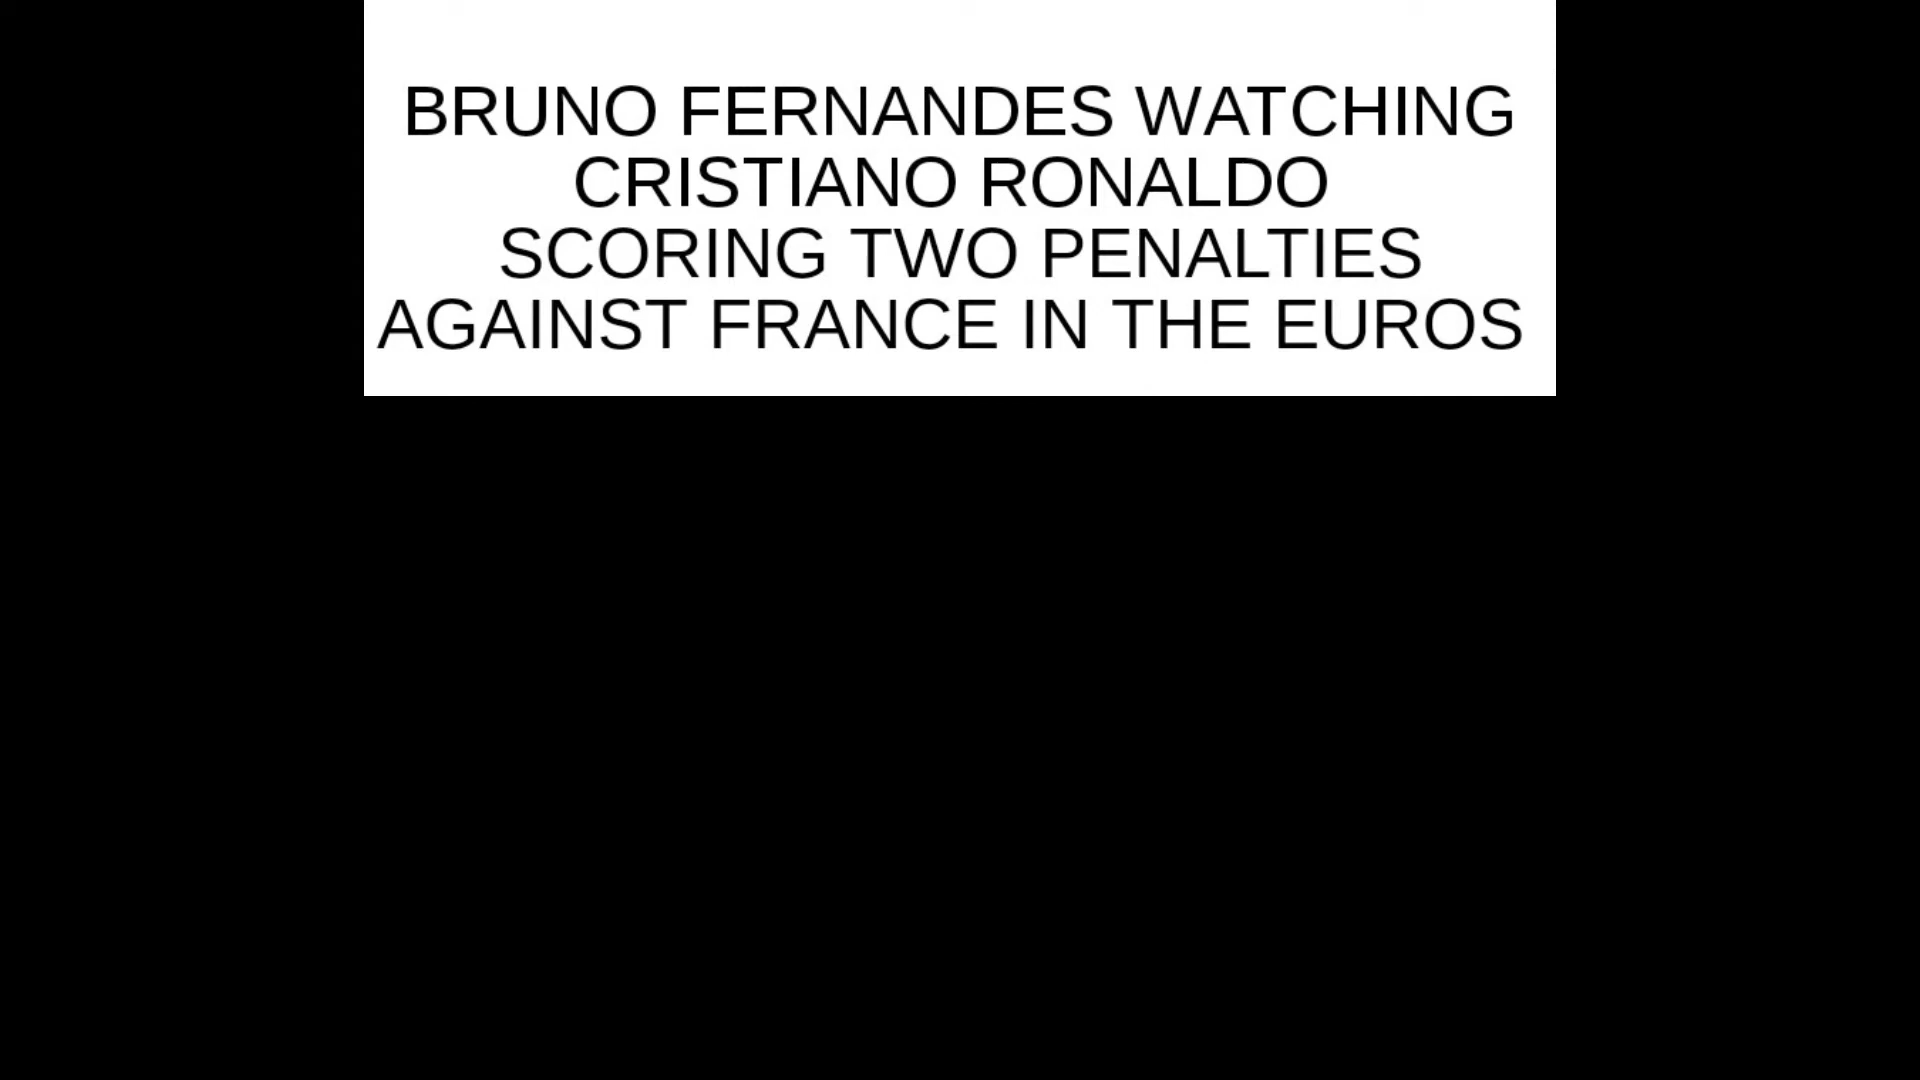 BRUNO FERNANDES WATCHING
CRISTIANO RONALDO
SCORING TWO PENALTIES
AGAINST FRANCE IN THE EUROS